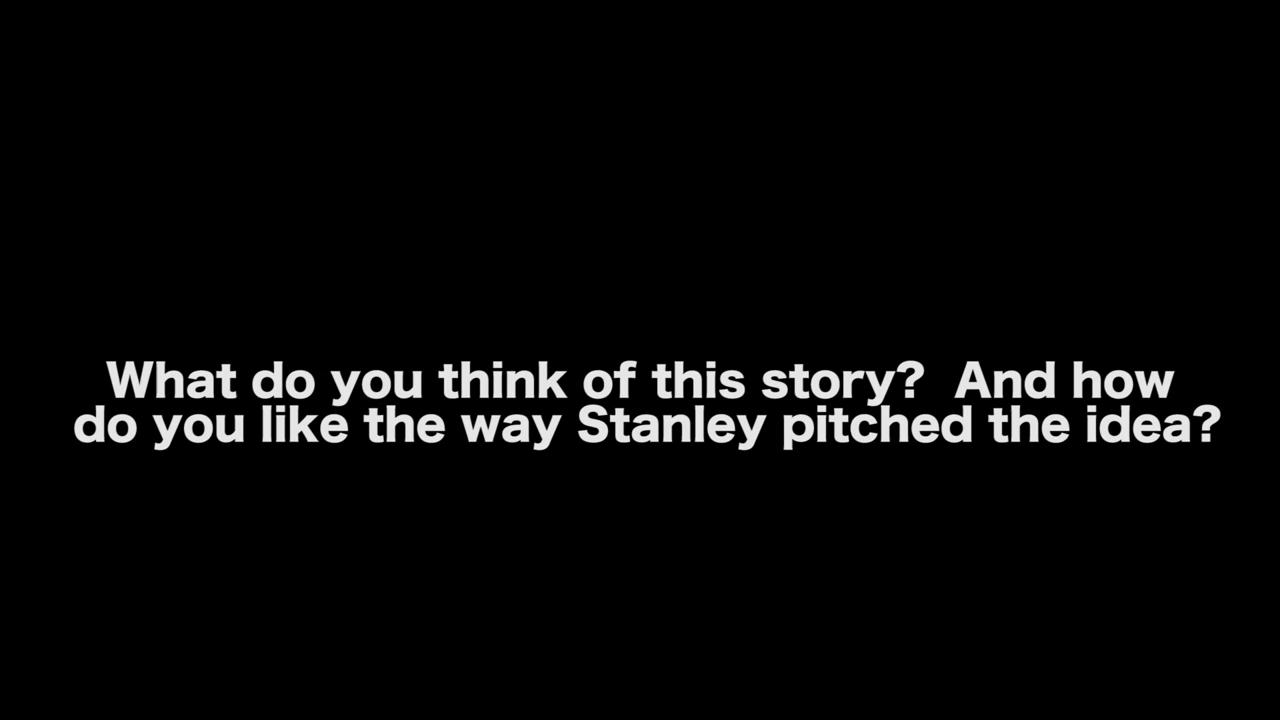 What do you think of this story?  And how
do you like the way Stanley pitched the idea?